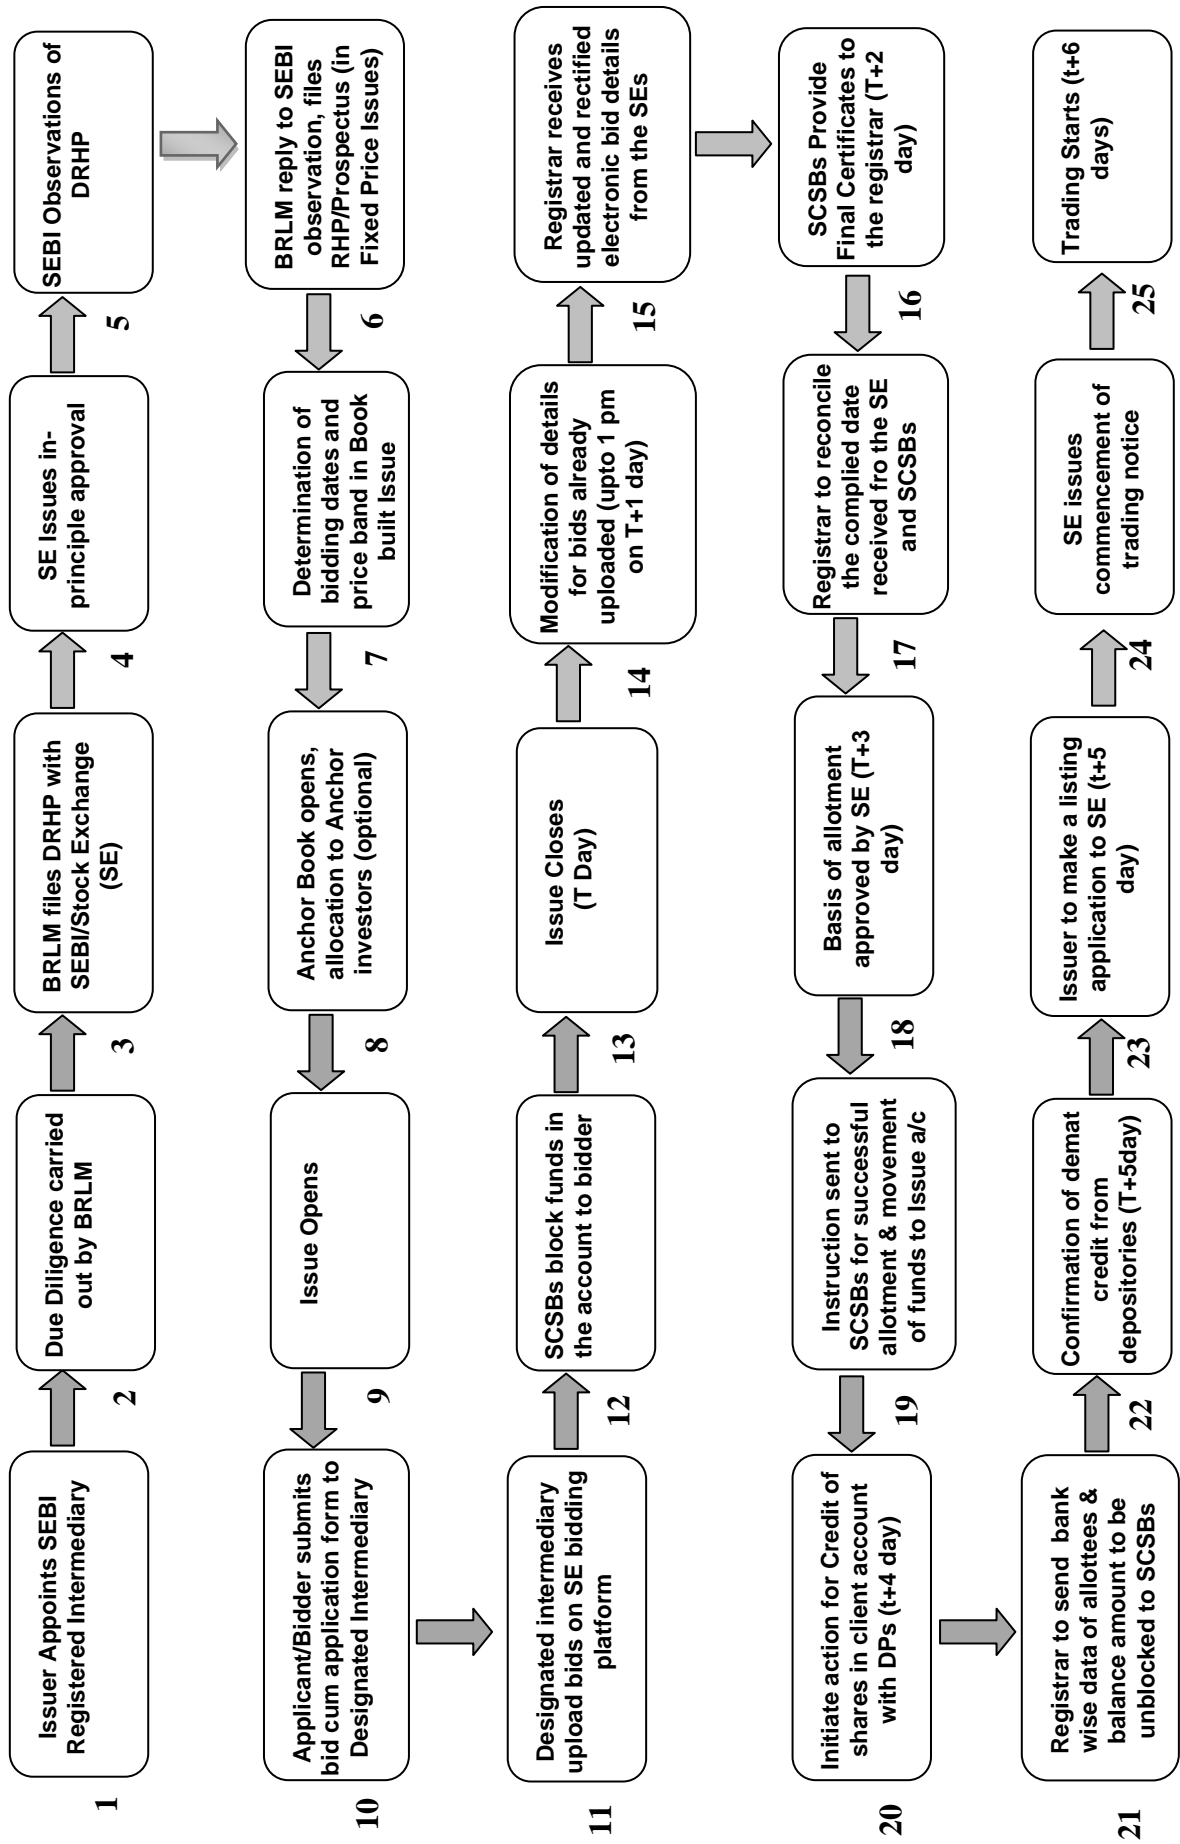 1
Issuer Appoints SEBI
Registered Intermediary
2
Due Diligence carried
out by BRLM
3
BRLM files DRHP with
SEBI/Stock Exchange
(SE)
4
SE Issues in-
principle approval
5
SEBI Observations of
DRHP
BRLM reply to SEBI
observation, files
RHP/Prospectus (in
Fixed Price Issues)
6
Determination of
bidding dates and
price band in Book
built Issue
7
Anchor Book opens,
allocation to Anchor
investors (optional)
8
Issue Opens
9
Applicant/Bidder submits
bid cum application form to
Designated Intermediary
10
Designated intermediary
upload bids on SE bidding
platform
11
12
SCSBs block funds in
the account to bidder
13
Issue Closes
(T Day)
14
Modification of details
for bids already
uploaded (upto 1 pm
on T+1 day)
15
Registrar receives
updated and rectified
electronic bid details
from the SEs
SCSBs Provide
Final Certificates to
the registrar (T+2
day)
16
Registrar to reconcile
the complied date
received fro the SE
and SCSBs
17
Basis of allotment
approved by SE (T+3
day)
18
Instruction sent to
SCSBs for successful
allotment & movement
of funds to Issue a/c
19
Initiate action for Credit of
shares in client account
with DPs (t+4 day)
20
Registrar to send bank
wise data of allottees &
balance amount to be
unblocked to SCSBs
21
22
Confirmation of demat
credit from
depositories (T+5day)
23
Issuer to make a listing
application to SE (t+5
day)
24
SE issues
commencement of
trading notice
25
Trading Starts (t+6
days)